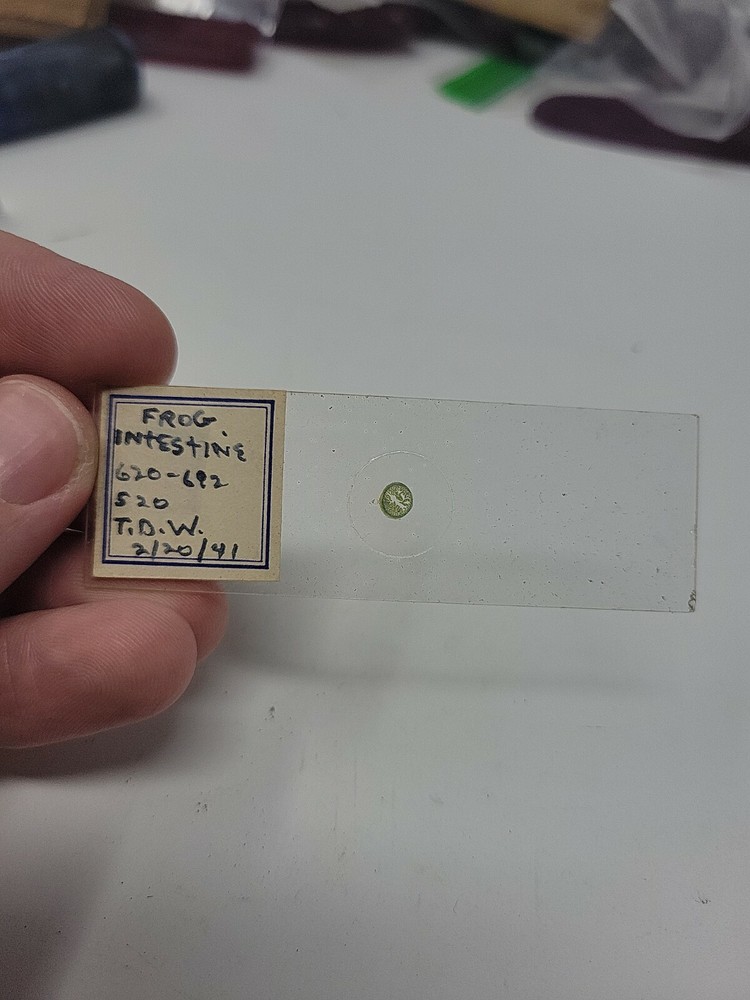 FROG
INTESTINE
620-692
520
T.D.W.
2/20/41